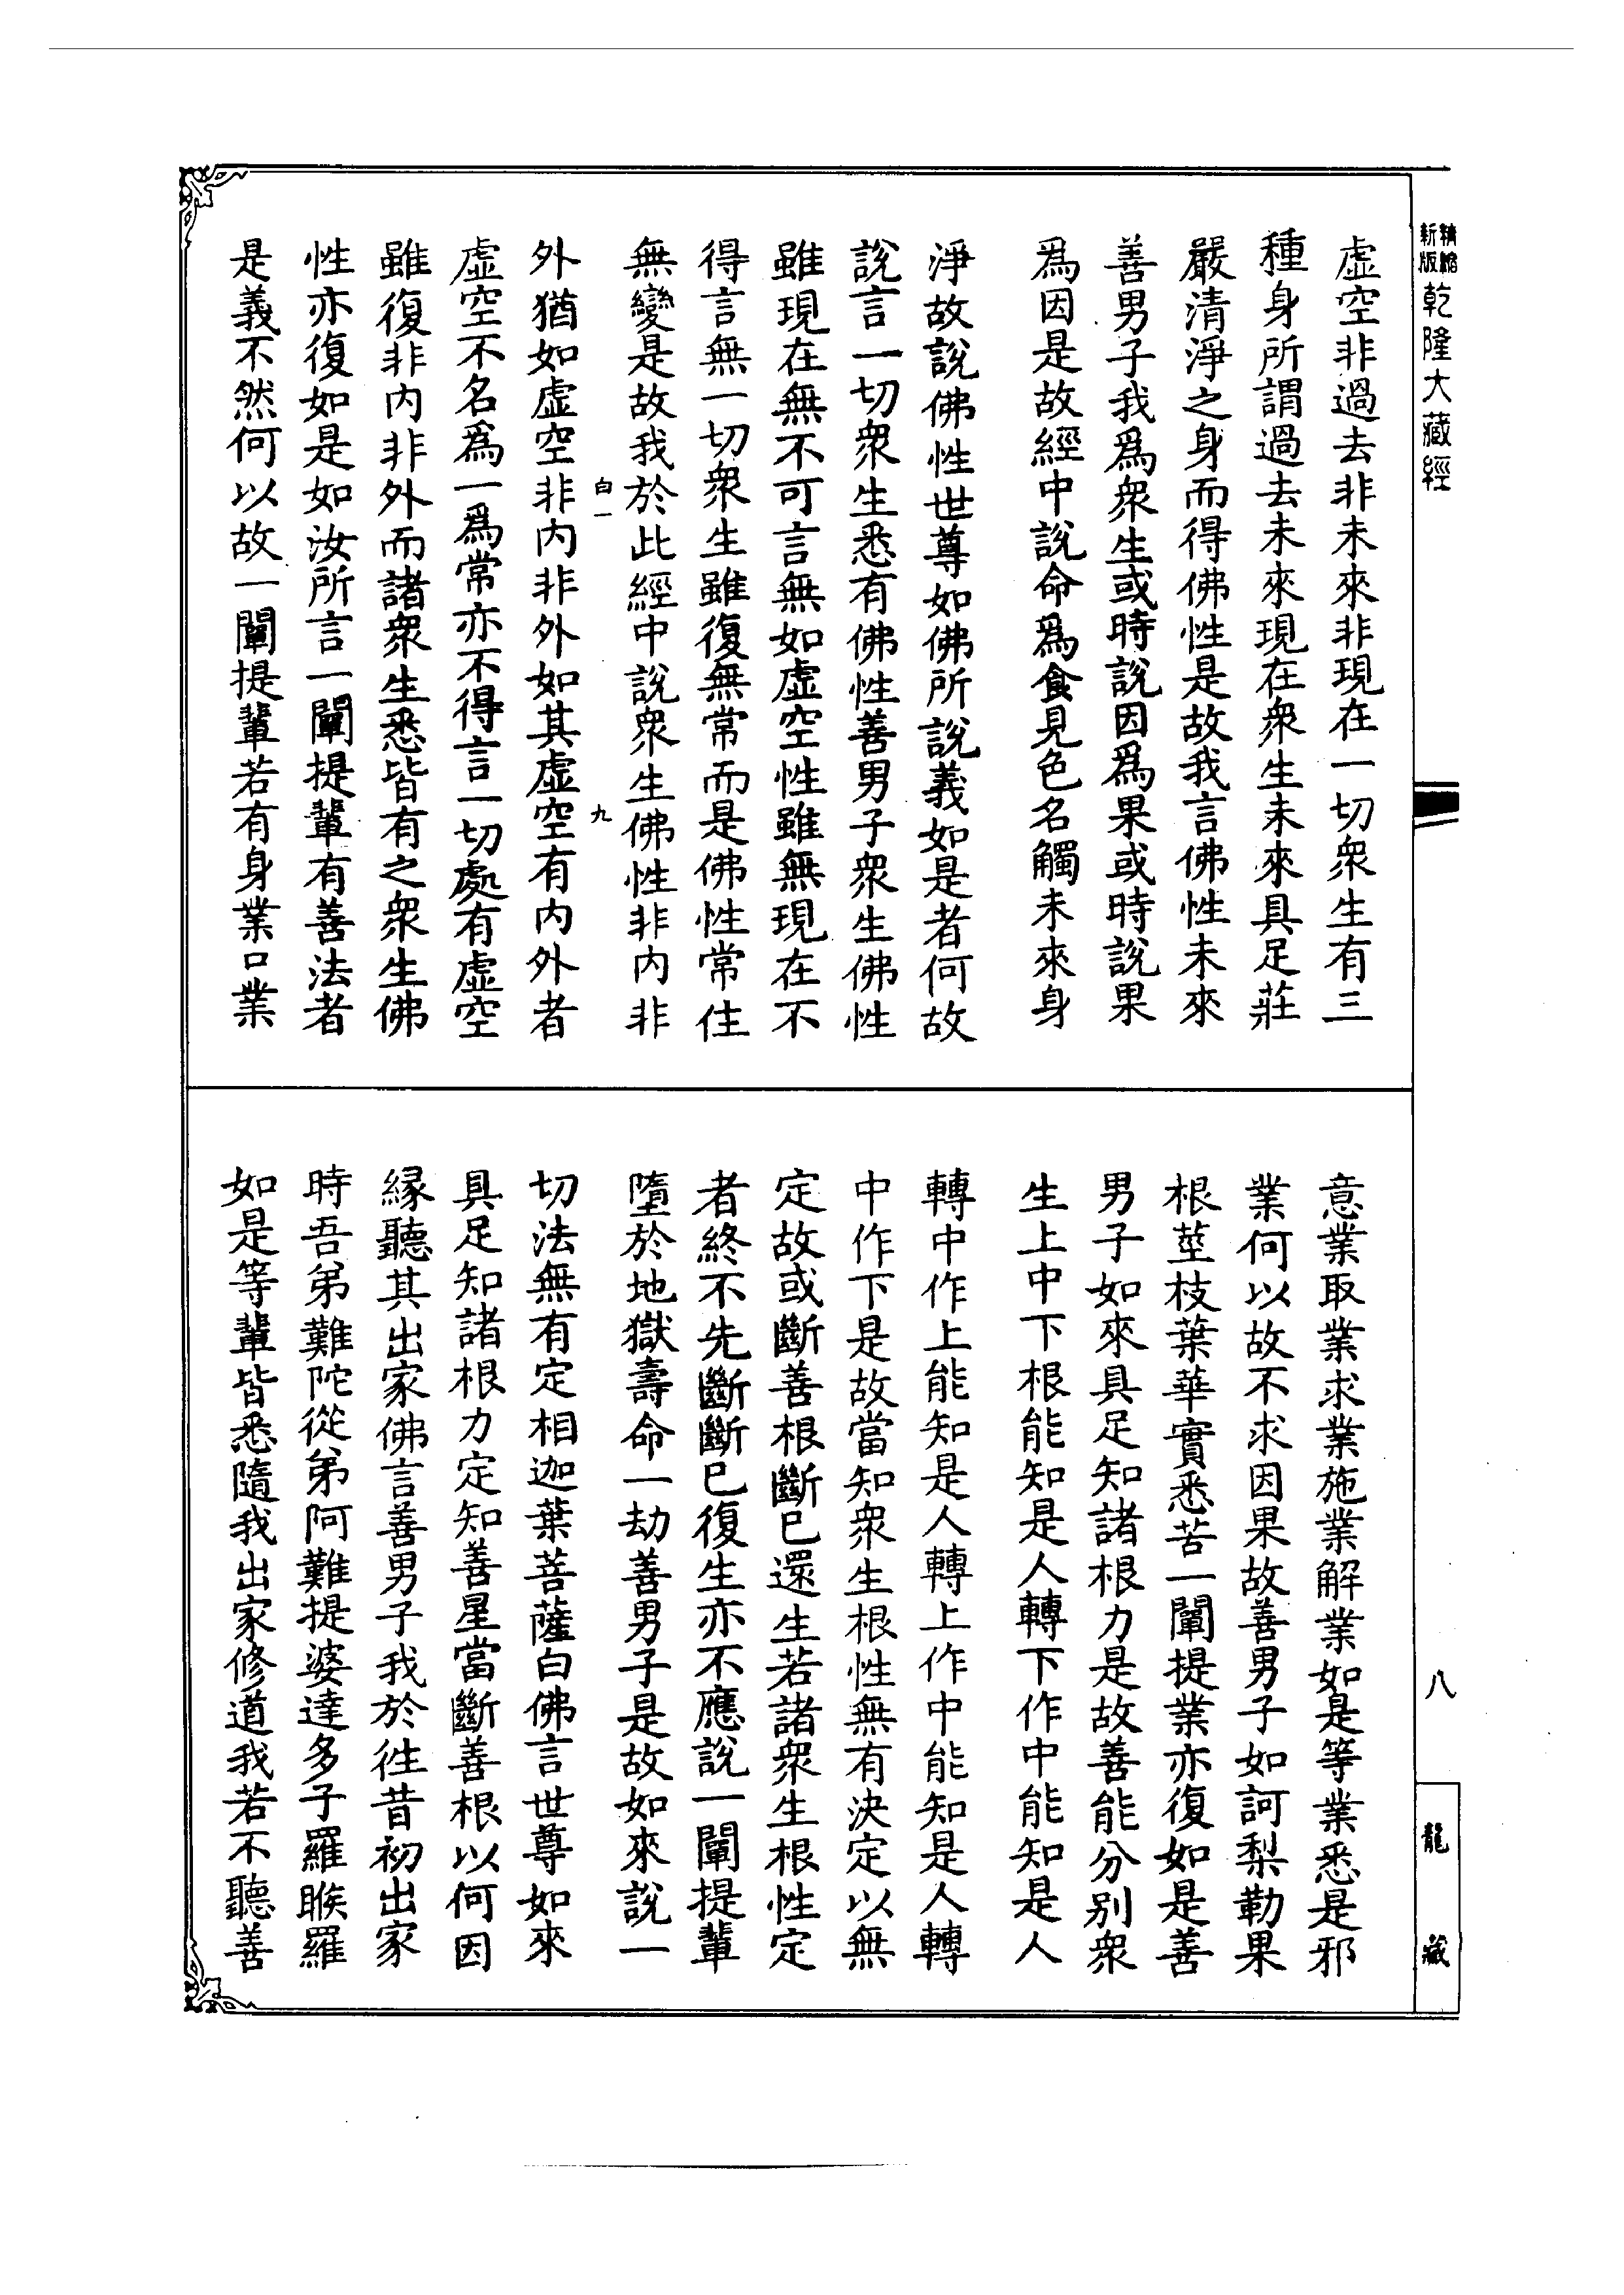 精縮
新版
乾隆大藏經
八
龍藏
虛空非過去非未來非現在一切衆生有三
種身所謂過去未來現在衆生未來具足莊
嚴清淨之身而得佛性是故我言佛性未來
善男子我爲衆生或時說因爲果或時說果
爲因是故經中說命爲食見色名觸未來身
淨故說佛性世尊如佛所說義如是者何故
說言一切衆生悉有佛性善男子衆生佛性
雖現在無不可言無如虛空性雖無現在不
得言無一切衆生雖復無常而是佛性常住
無變是故我於此經中說衆生佛性非內非
白一
九
外猶如虛空非內非外如其虛空有內外者
虛空不名爲一爲常亦不得言一切處有虛空
雖復非內非外而諸衆生悉皆有之衆生佛
性亦復如是如汝所言一闡提輩有善法者
是義不然何以故一闡提輩若有身業口業
意業取業求業施業解業如是等業悉是邪
業何以故不求因果故善男子如訶梨勒果
根莖枝葉華實悉苦一闡提業亦復如是善
男子如來具足知諸根力是故善能分別衆
生上中下根能知是人轉下作中能知是人
轉中作上能知是人轉上作中能知是人轉
中作下是故當知衆生根性無有決定以無
定故或斷善根斷已還生若諸衆生根性定
者終不先斷斷已復生亦不應說一闡提輩
墮於地獄壽命一劫善男子是故如來說一
切法無有定相迦葉菩薩白佛言世尊如來
具足知諸根力定知善星當斷善根以何因
緣聽其出家佛言善男子我於徃昔初出家
時吾弟難陀從弟阿難提婆達多子羅睺羅
如是等輩皆悉隨我出家修道我若不聽善